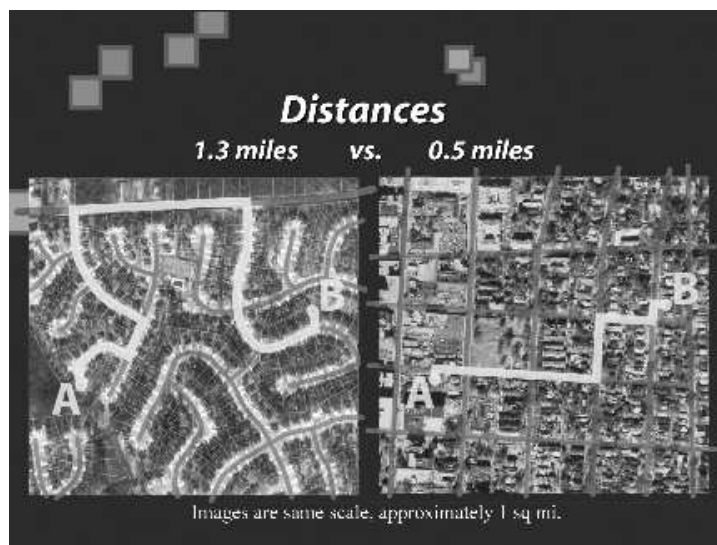 Distances
1.3 miles vs. 0.5 miles
B
B
A
A
Images are same scale, approximately 1 sq mi.